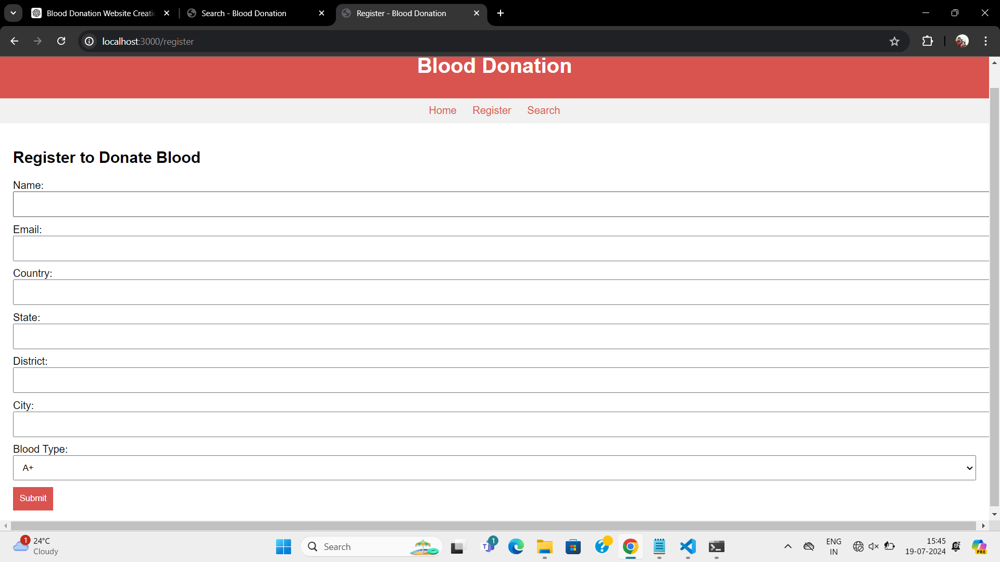 Blood Donation Website Creatic
Search - Blood Donation
Register - Blood Donation
localhost:3000/register
Blood Donation
Home Register Search
Register to Donate Blood
Name:
Email:
Country:
State:
District:
City:
Blood Type:
A+
Submit
1
24°C
Cloudy
Search
1
T
?
ENG
IN
15:45
19-07-2024
PRE